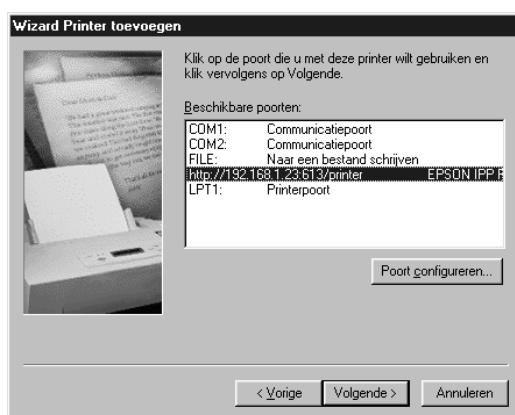 Wizard Printer toevoegen
Klik op de poort die u met deze printer wilt gebruiken en
klik vervolgens op Volgende.
Beschikbare poorten:
COM1: Communicatiepoort
COM2: Communicatiepoort
FILE: Naar een bestand schrijven
http://192.168.1.23:613/printer EPSON IPP
LPT1: Printerpoort
Poort configureren...
< Vorige
Volgende >
Annuleren